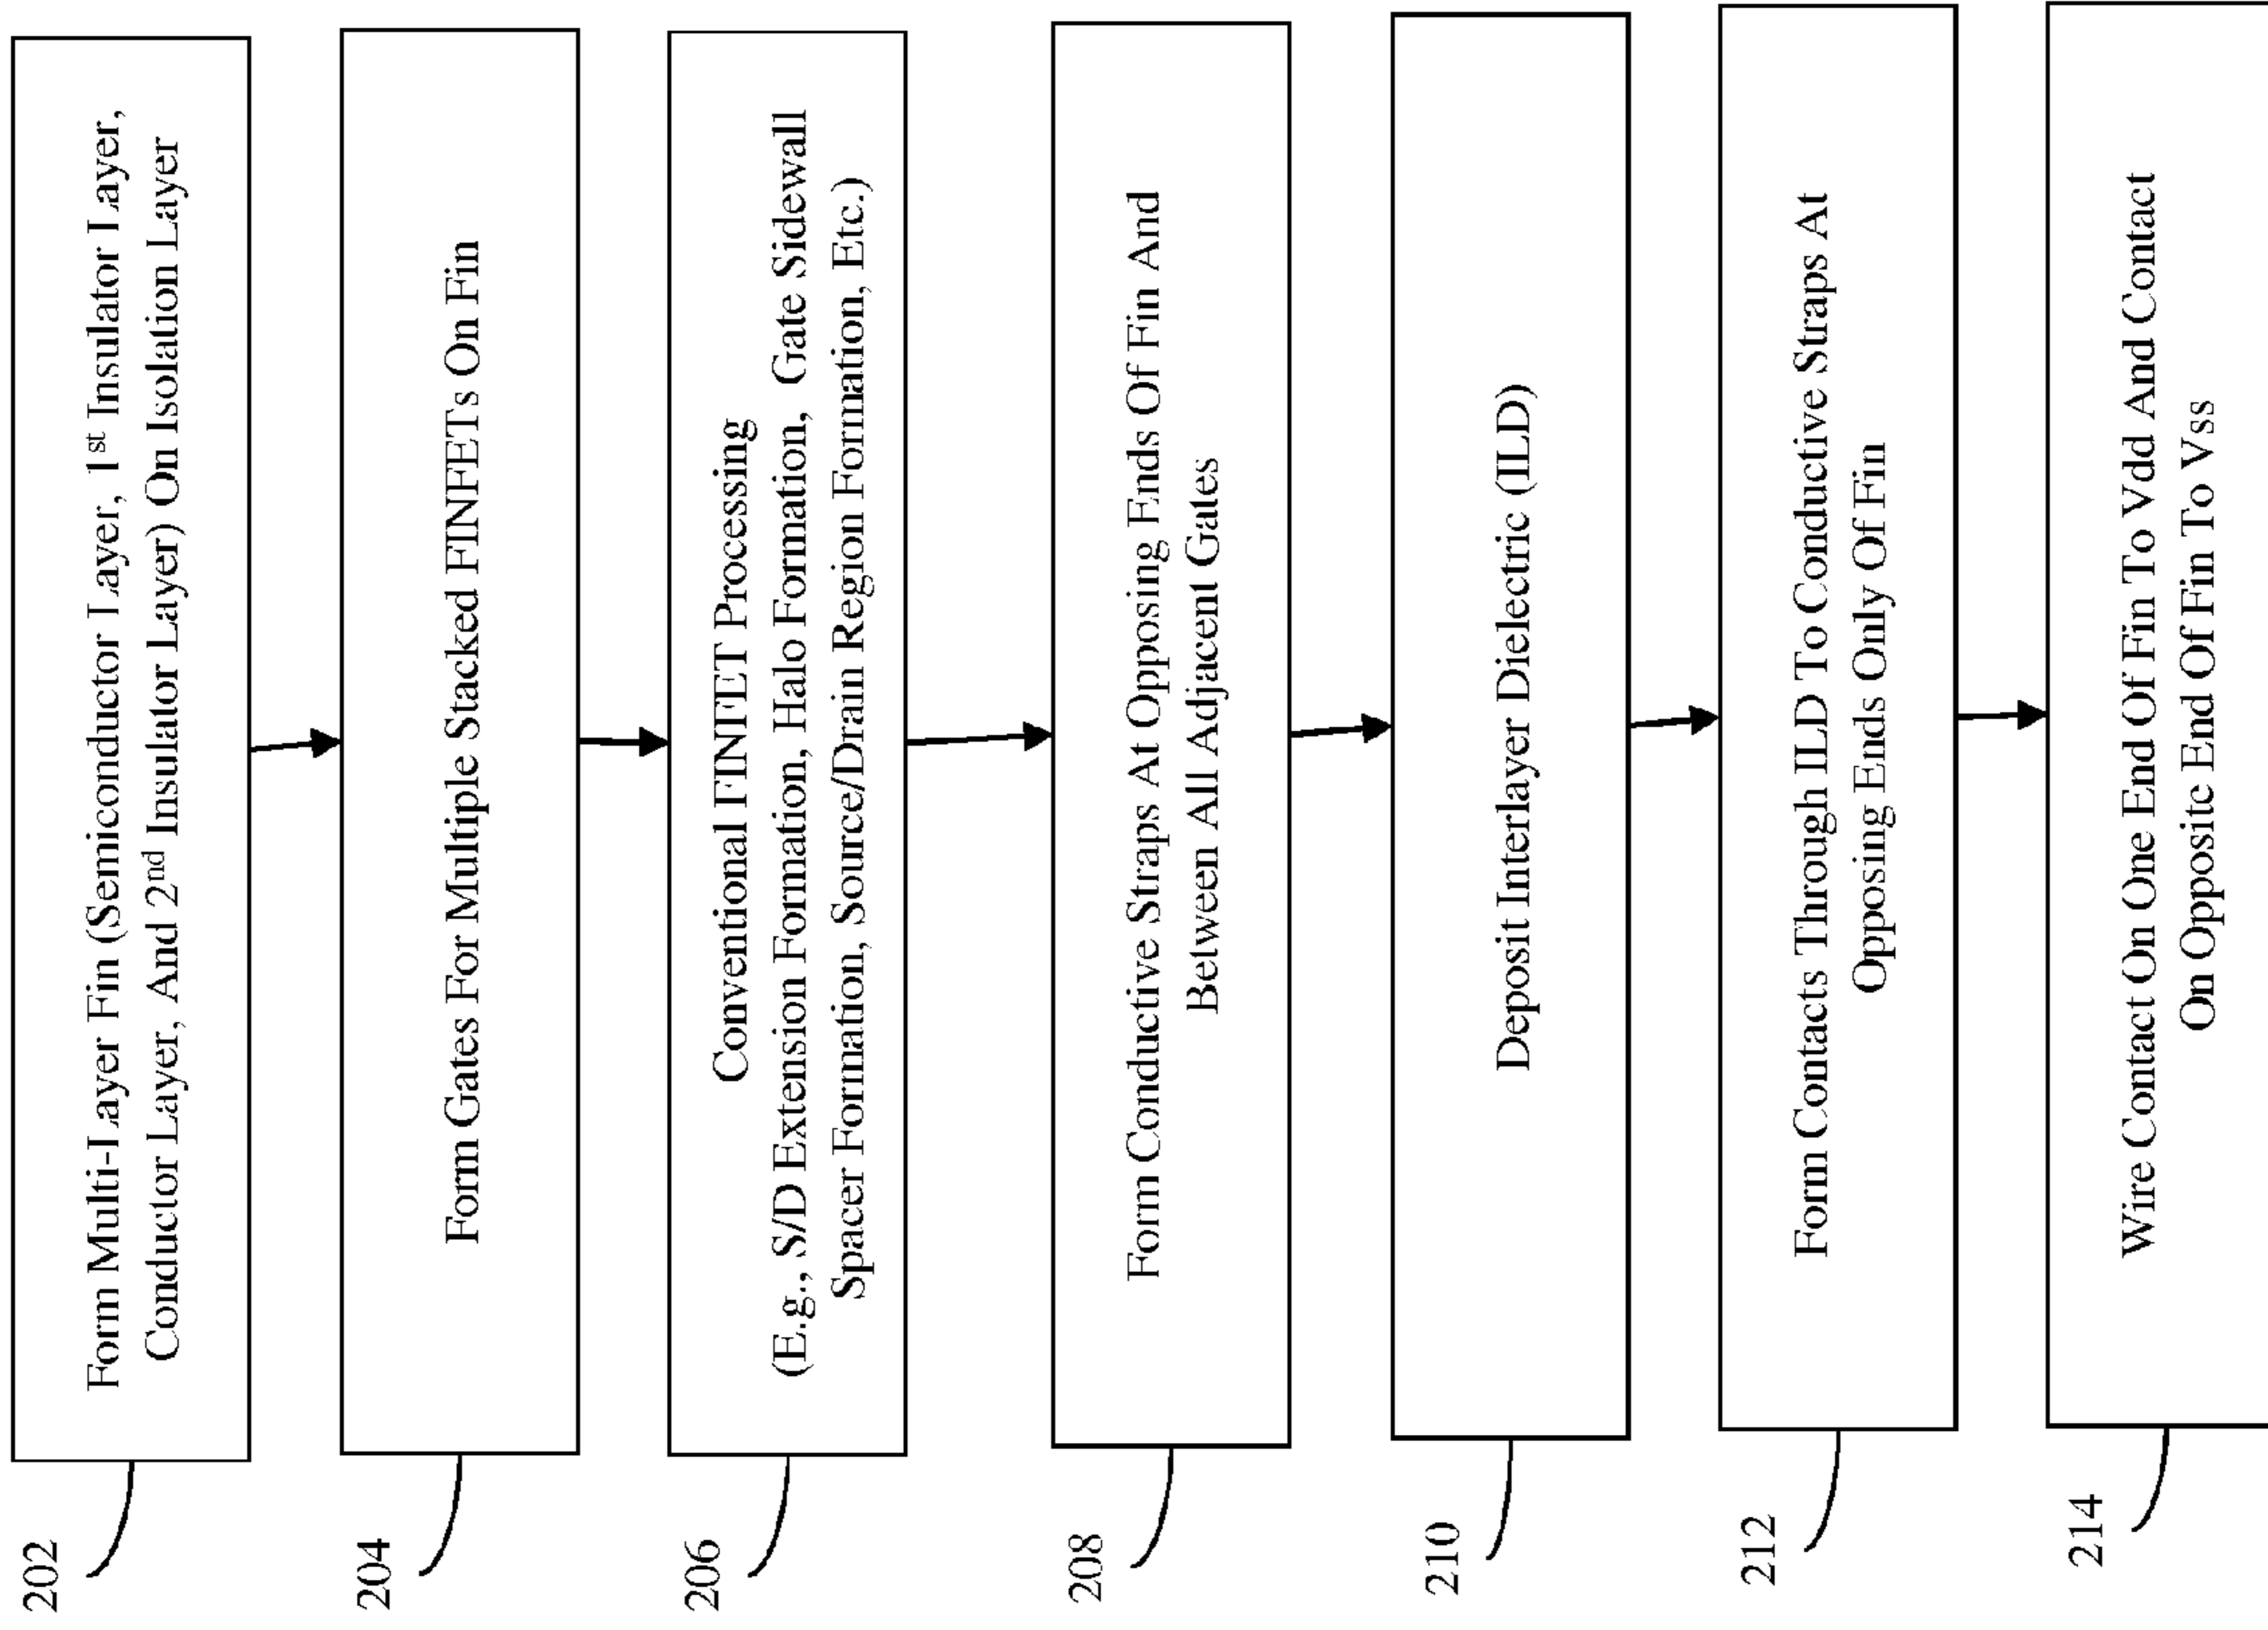 202
Form Multi-Layer Fin (Semiconductor Layer, 1st Insulator Layer,
Conductor Layer, And 2nd Insulator Layer) On Isolation Layer
204
Form Gates For Multiple Stacked FINFETs On Fin
206
Conventional FINFET Processing
(E.g., S/D Extension Formation, Halo Formation, Gate Sidewall
Spacer Formation, Source/Drain Region Formation, Etc.)
208
Form Conductive Straps At Opposing Ends Of Fin And
Between All Adjacent Gates
210
Deposit Interlayer Dielectric (ILD)
212
Form Contacts Through ILD To Conductive Straps At
Opposing Ends Only Of Fin
214
Wire Contact On One End Of Fin To Vdd And Contact
On Opposite End Of Fin To Vss